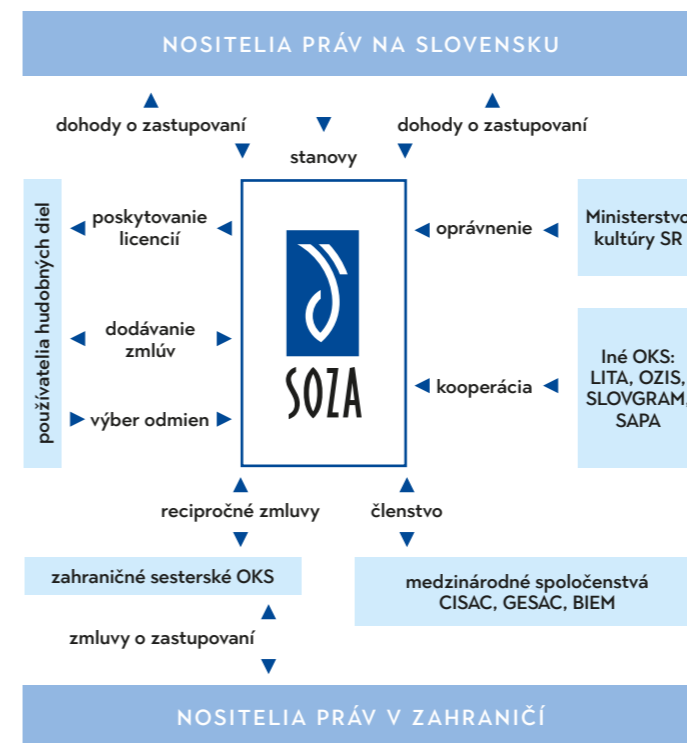 NOSITELIA PRÁV NA SLOVENSKU
dohody o zastupovaní
stanovy
dohody o zastupovaní
používatelia hudobných diel
poskytovanie
licencií
dodávanie
zmlúv
výber odmien
SOZA
oprávnenie
Ministerstvo
kultúry SR
kooperácia
Iné OKS:
LITA, OZIS,
SLOVGRAM,
SAPA
recipročné zmluvy
členstvo
zahraničné sesterské OKS
medzinárodné spoločenstvá
CISAC, GESAC, BIEM
zmluvy o zastupovaní
NOSITELIA PRÁV V ZAHRANIČÍ